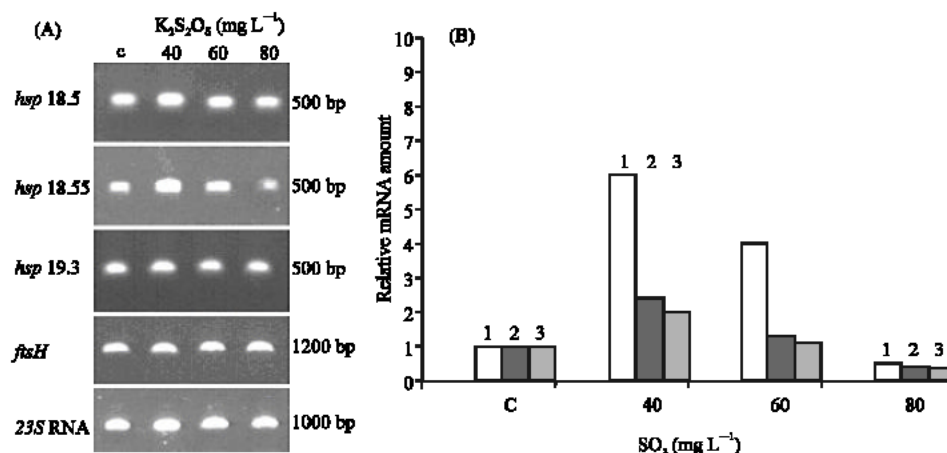 (A)
K2S2O5 (mg L⁻¹)
c 40 60 80
hsp 18.5 500 bp
hsp 18.55 500 bp
hsp 19.3 500 bp
ftsH 1200 bp
23S RNA 1000 bp
(B)
Relative mRNA amount
10
9
8
7
6
5
4
3
2
1
0
1 2 3
1 2 3
1 2 3
C 40 60 80
SO2 (mg L⁻¹)